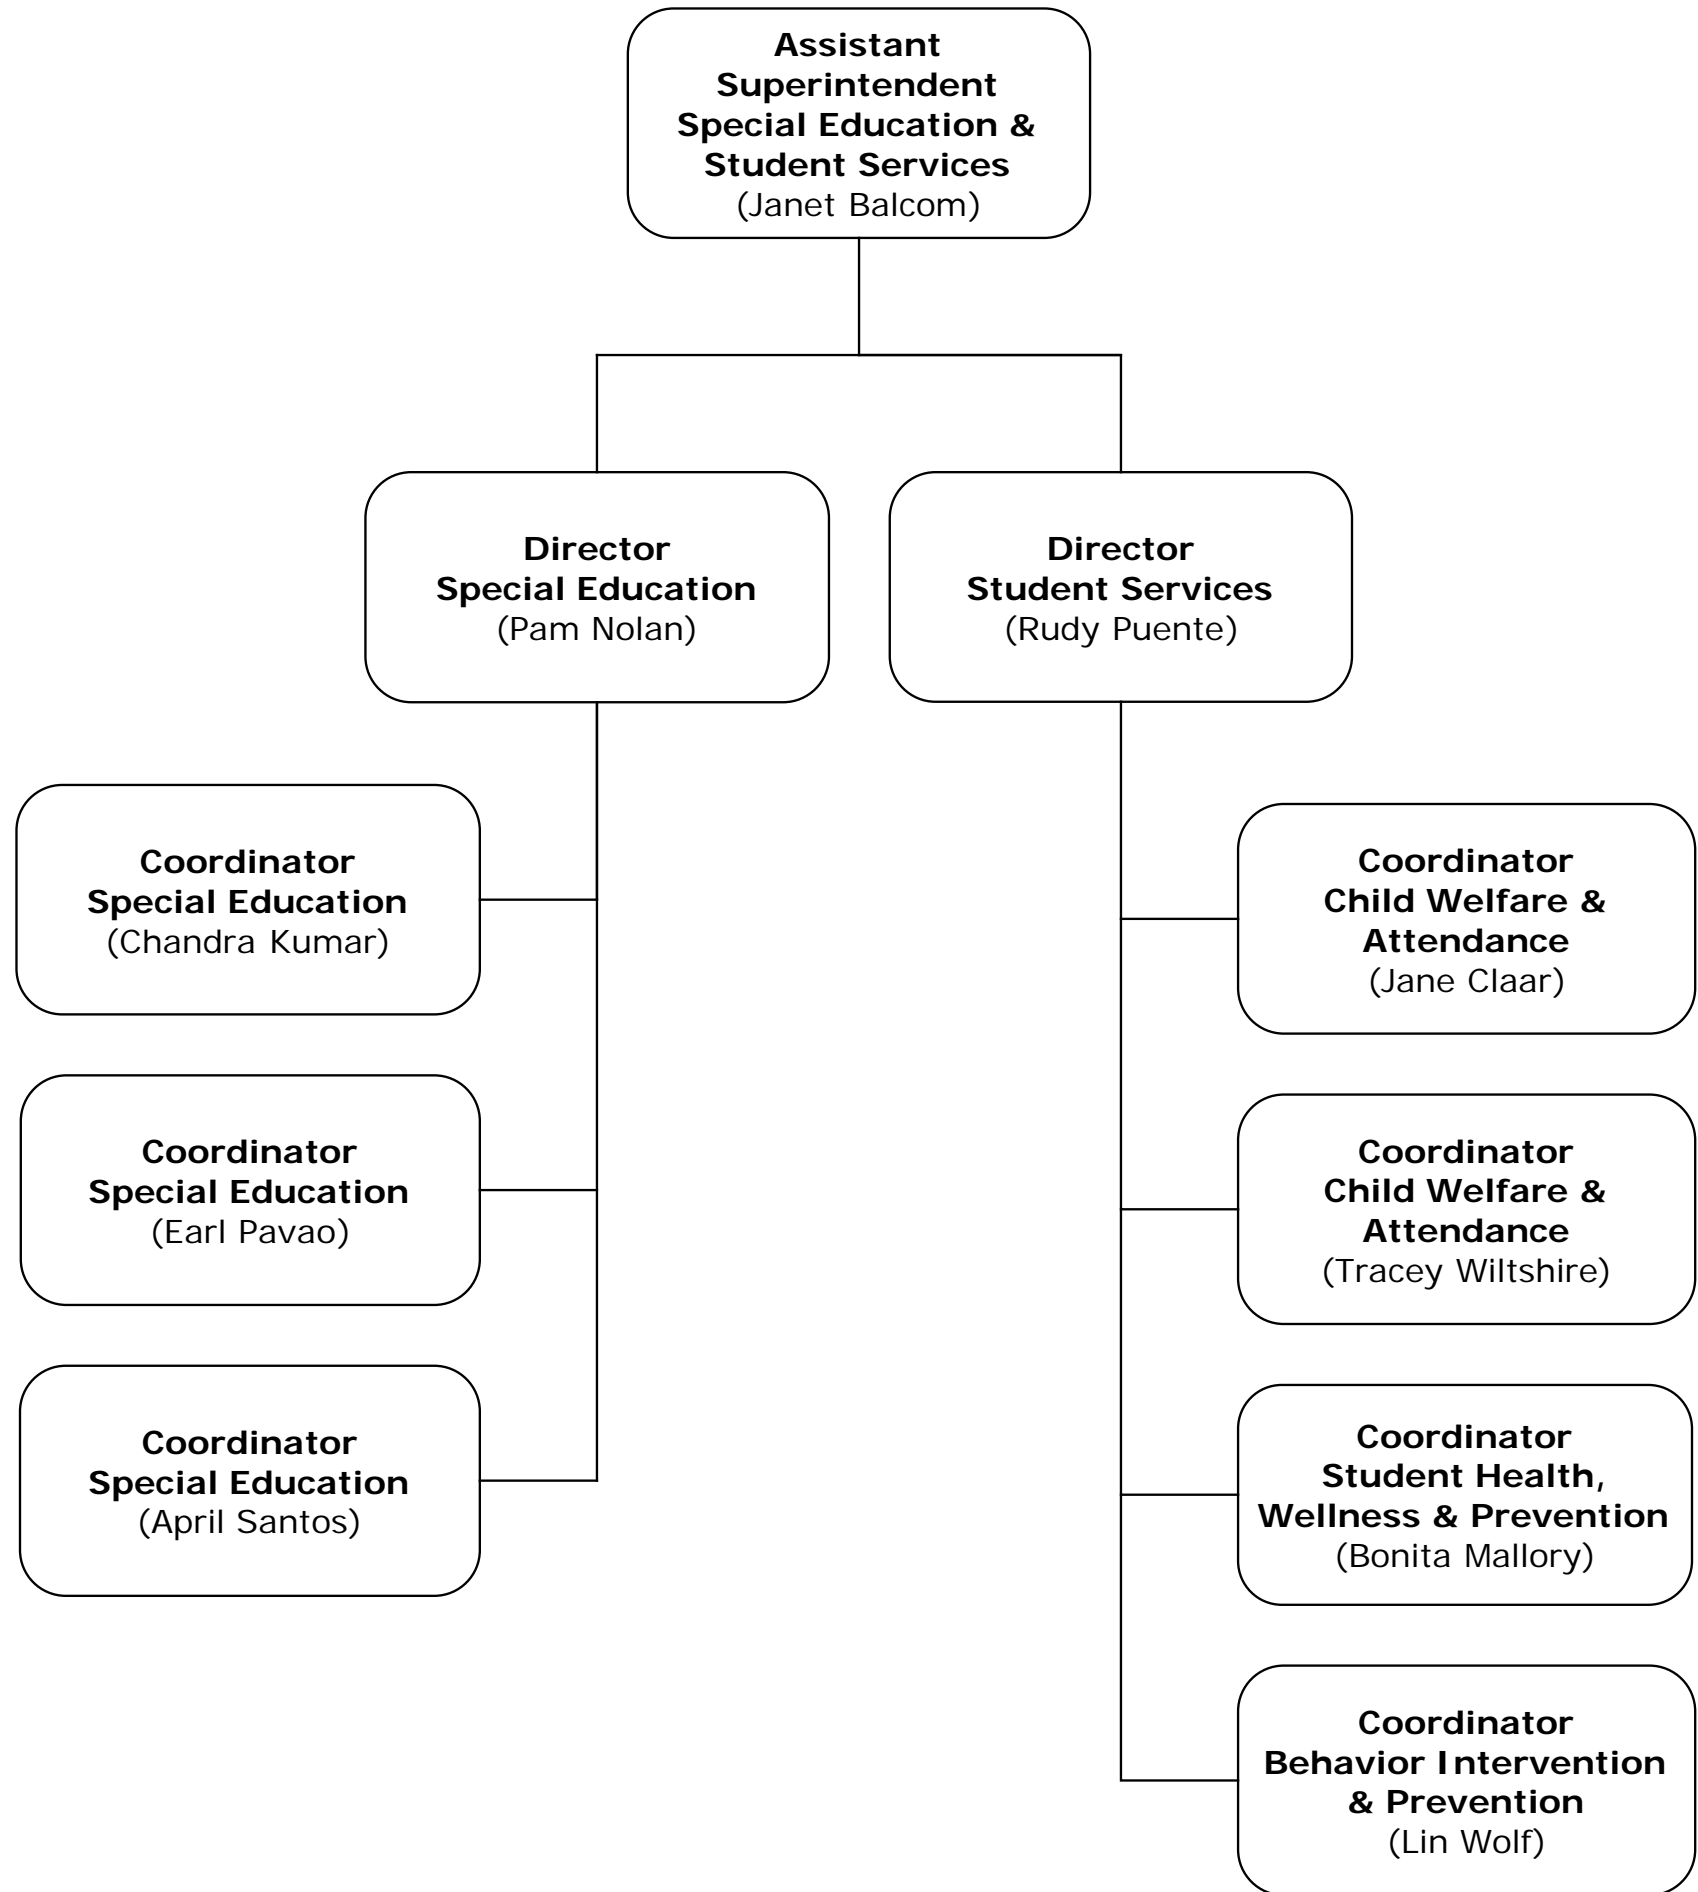 Assistant
Superintendent
Special Education &
Student Services
(Janet Balcom)
Director
Special Education
(Pam Nolan)
Director
Student Services
(Rudy Puente)
Coordinator
Special Education
(Chandra Kumar)
Coordinator
Special Education
(Earl Pavao)
Coordinator
Special Education
(April Santos)
Coordinator
Child Welfare &
Attendance
(Jane Claar)
Coordinator
Child Welfare &
Attendance
(Tracey Wiltshire)
Coordinator
Student Health,
Wellness & Prevention
(Bonita Mallory)
Coordinator
Behavior Intervention
& Prevention
(Lin Wolf)